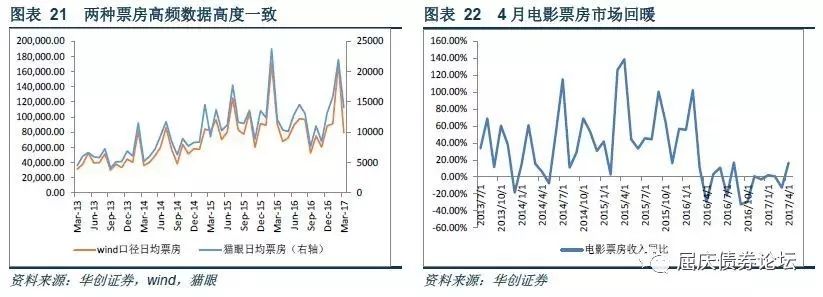 图表 21 两种票房高频数据高度一致
200,000.00
180,000.00
160,000.00
140,000.00
120,000.00
100,000.00
80,000.00
60,000.00
40,000.00
20,000.00
0.00
25000
20000
15000
10000
5000
0
Mar-13
Jun-13
Sep-13
Dec-13
Mar-14
Jun-14
Sep-14
Dec-14
Mar-15
Jun-15
Sep-15
Dec-15
Mar-16
Jun-16
Sep-16
Dec-16
Mar-17
wind口径日均票房
猫眼日均票房（右轴）
资料来源：华创证券，wind，猫眼
图表 22 4 月电影票房市场回暖
160.00%
140.00%
120.00%
100.00%
80.00%
60.00%
40.00%
20.00%
0.00%
-20.00%
-40.00%
-60.00%
2013/7/1
2013/10/1
2014/1/1
2014/4/1
2014/7/1
2014/10/1
2015/1/1
2015/4/1
2015/7/1
2015/10/1
2016/1/1
2016/4/1
2016/7/1
2016/10/1
2017/1/1
2017/4/1
电影票房收入同比
资料来源：华创证券
屈庆债券论坛